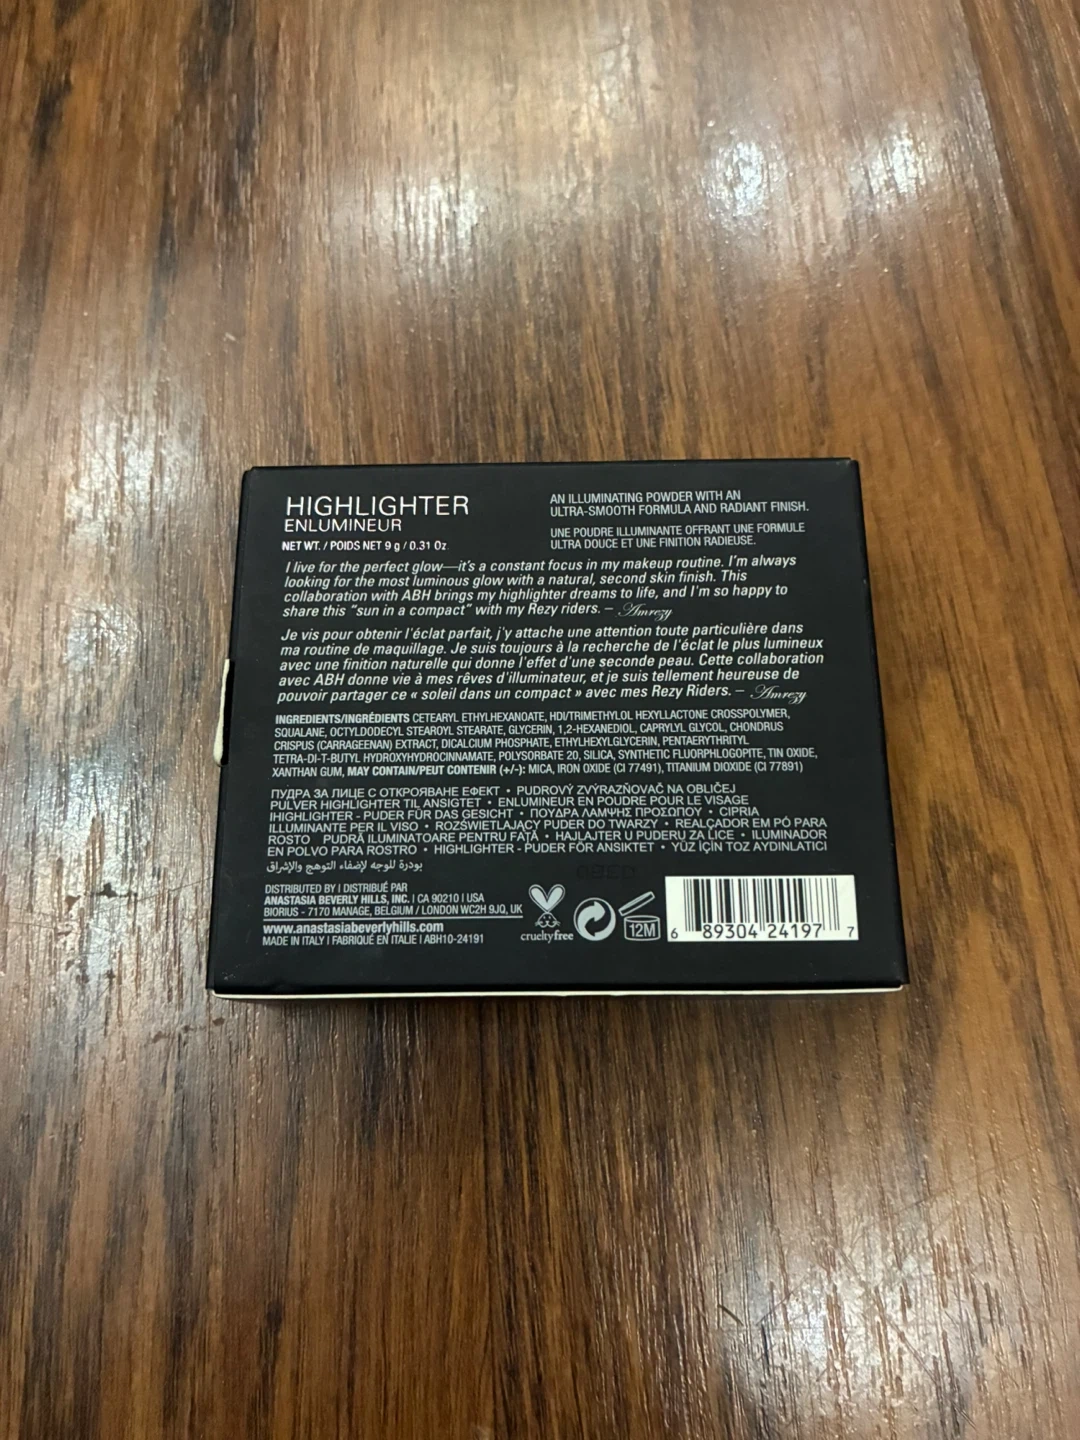 HIGHLIGHTER
ENLUMINEUR
NET WT. / POIDS NET 9 g / 0.31 Oz.
AN ILLUMINATING POWDER WITH AN
ULTRA-SMOOTH FORMULA AND RADIANT FINISH.
UNE POUDRE ILLUMINANTE OFFRANT UNE FORMULE
ULTRA DOUCE ET UNE FINITION RADIEUSE.
I live for the perfect glow—it's a constant focus in my makeup routine. I'm always
looking for the most luminous glow with a natural, second skin finish. This
collaboration with ABH brings my highlighter dreams to life, and I'm so happy to
share this "sun in a compact" with my Rezy riders. – Amrezy
Je vis pour obtenir l'éclat parfait, j'y attache une attention toute particulière dans
ma routine de maquillage. Je suis toujours à la recherche de l'éclat le plus lumineux
avec une finition naturelle qui donne l'effet d'une seconde peau. Cette collaboration
avec ABH donne vie à mes rêves d'illuminateur, et je suis tellement heureuse de
pouvoir partager ce « soleil dans un compact » avec mes Rezy Riders. – Amrezy
INGREDIENTS/INGRÉDIENTS CETEARYL ETHYLHEXANOATE, HDI/TRIMETHYLOL HEXYLLACTONE CROSSPOLYMER,
SQUALANE, OCTYLDODECYL STEAROYL STEARATE, GLYCERIN, 1,2-HEXANEDIOL, CAPRYLYL GLYCOL, CHONDRUS
CRISPUS (CARRAGEENAN) EXTRACT, DICALCIUM PHOSPHATE, ETHYLHEXYLGLYCERIN, PENTAERYTHRITYL
TETRA-DI-T-BUTYL HYDROXYHYDROCINNAMATE, POLYSORBATE 20, SILICA, SYNTHETIC FLUORPHLOGOPITE, TIN OXIDE,
XANTHAN GUM, MAY CONTAIN/PEUT CONTENIR (+/-): MICA, IRON OXIDE (CI 77491), TITANIUM DIOXIDE (CI 77891)
ПУДРА ЗА ЛИЦЕ С ОТКРОЯВАНЕ ЕФЕКТ • PUDROVÝ ZVÝRAZŇOVAČ NA OBLIČEJ
PULVER HIGHLIGHTER TIL ANSIGTET • ENLUMINEUR EN POUDRE POUR LE VISAGE
IHIGHLIGHTER - PUDER FÜR DAS GESICHT • ΠΟΥΔΡΑ ΛΑΜΨΗΣ ΠΡΟΣΩΠΟΥ • CIPRIA
ILLUMINANTE PER IL VISO • ROZŚWIETLAJĄCY PUDER DO TWARZY • REALÇADOR EM PÓ PARA
ROSTO PUDRĂ ILUMINATOARE PENTRU FAȚĂ • HAJLAJTER U PUDERU ZA LICE • ILUMINADOR
EN POLVO PARA ROSTRO • HIGHLIGHTER - PUDER FÖR ANSIKTET • YÜZ İÇİN TOZ AYDINLATICI
بودرة للوجه لإضفاء التوهج والإشراق
DISTRIBUTED BY | DISTRIBUÉ PAR
ANASTASIA BEVERLY HILLS, INC. | CA 90210 | USA
BIORIUS - 7170 MANAGE, BELGIUM / LONDON WC2H 9JQ, UK
www.anastasiabeverlyhills.com
MADE IN ITALY | FABRIQUÉ EN ITALIE | ABH10-24191
crueltyfree
12M
6 89304 24197 7